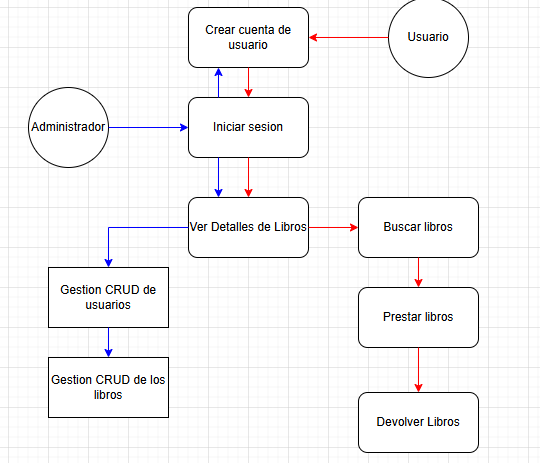 Crear cuenta de
usuario
Usuario
Administrador
Iniciar sesion
Ver Detalles de Libros
Buscar libros
Gestion CRUD de
usuarios
Prestar libros
Gestion CRUD de los
libros
Devolver Libros